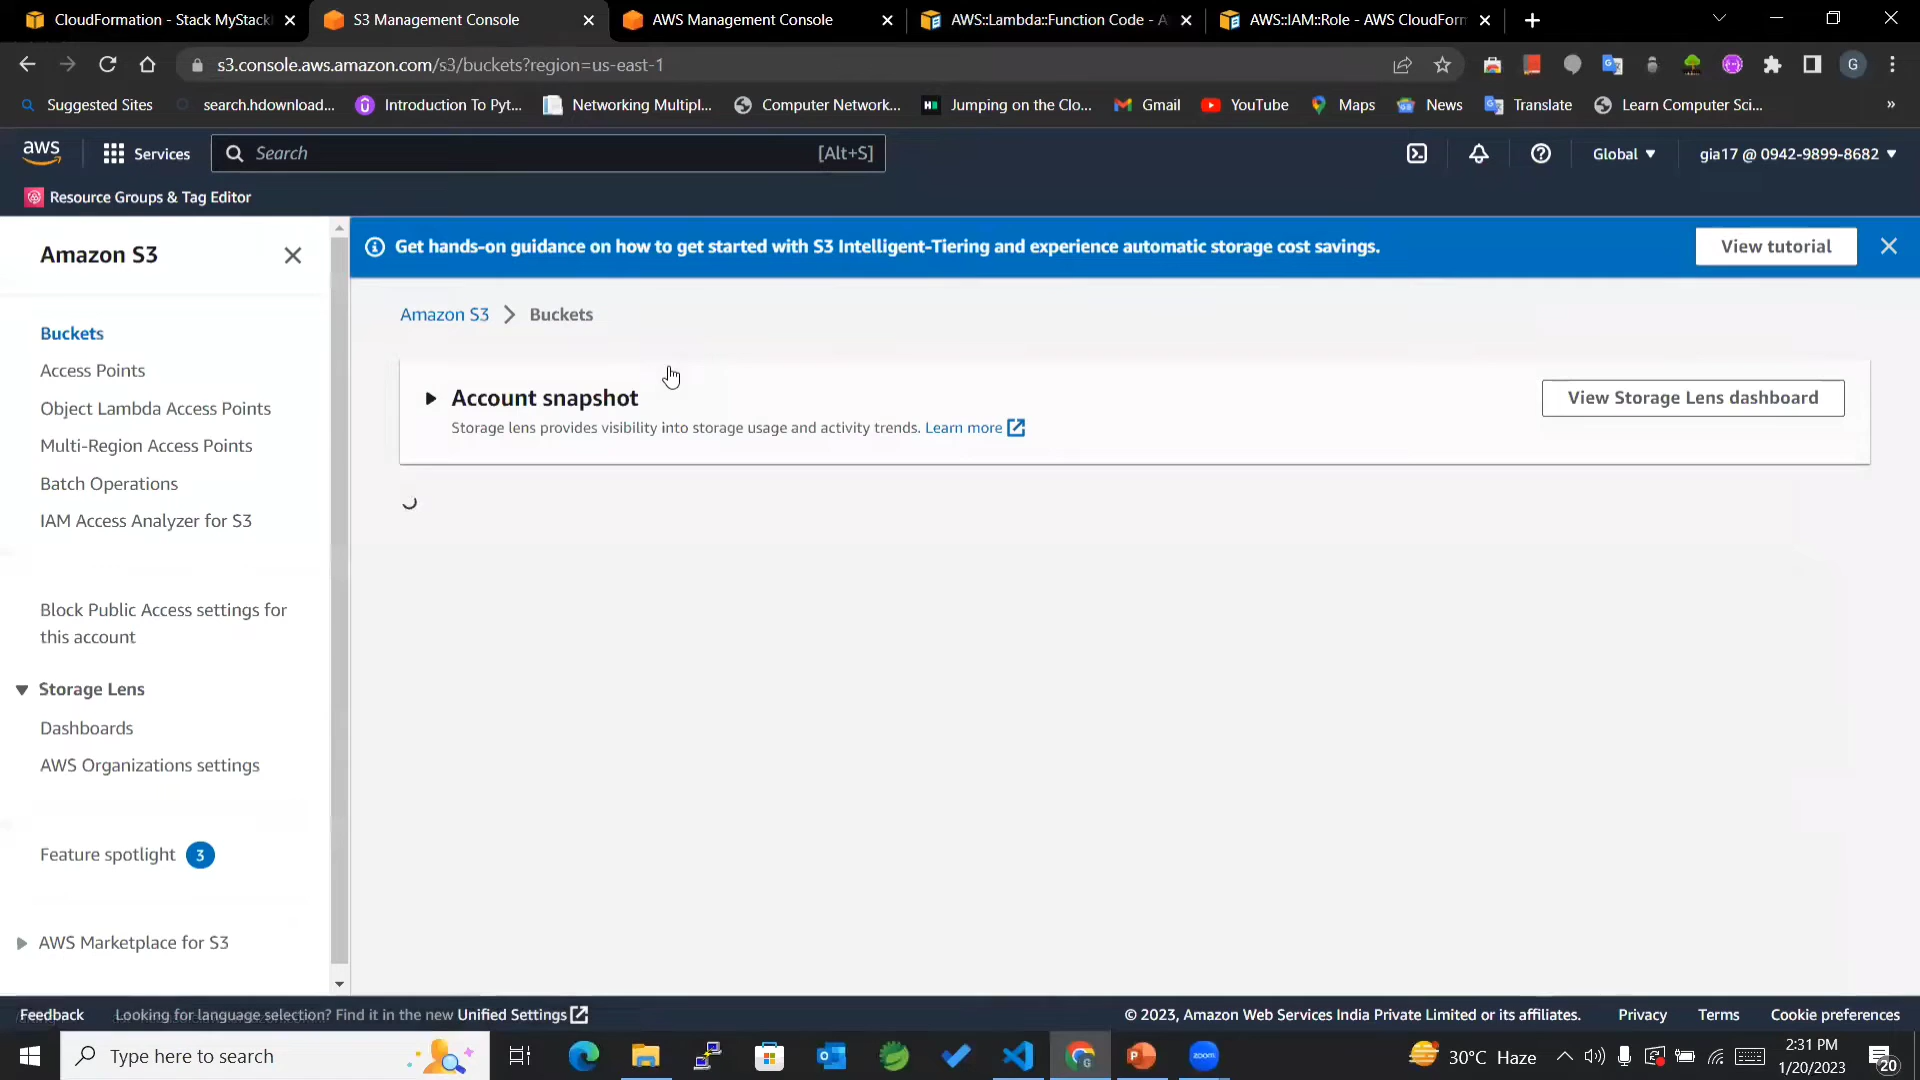 CloudFormation - Stack MyStack
S3 Management Console
AWS Management Console
AWS::Lambda::Function Code - A
AWS::IAM::Role - AWS CloudForm
s3.console.aws.amazon.com/s3/buckets?region=us-east-1
G
Suggested Sites
search.hdownload...
Introduction To Pyt...
Networking Multipl...
Computer Network...
Jumping on the Clo...
Gmail
YouTube
Maps
News
Translate
Learn Computer Sci...
»
aws
Services
Search
[Alt+S]
Global
gia17 @ 0942-9899-8682
Resource Groups & Tag Editor
Amazon S3
Get hands-on guidance on how to get started with S3 Intelligent-Tiering and experience automatic storage cost savings.
View tutorial
Amazon S3
Buckets
Buckets
Access Points
Object Lambda Access Points
Multi-Region Access Points
Batch Operations
IAM Access Analyzer for S3
Block Public Access settings for
this account
Storage Lens
Dashboards
AWS Organizations settings
Feature spotlight 3
AWS Marketplace for S3
Account snapshot
Storage lens provides visibility into storage usage and activity trends. Learn more
View Storage Lens dashboard
Feedback
Looking for language selection? Find it in the new Unified Settings
© 2023, Amazon Web Services India Private Limited or its affiliates.
Privacy
Terms
Cookie preferences
Type here to search
zoom
30°C Haze
2:31 PM
1/20/2023
20